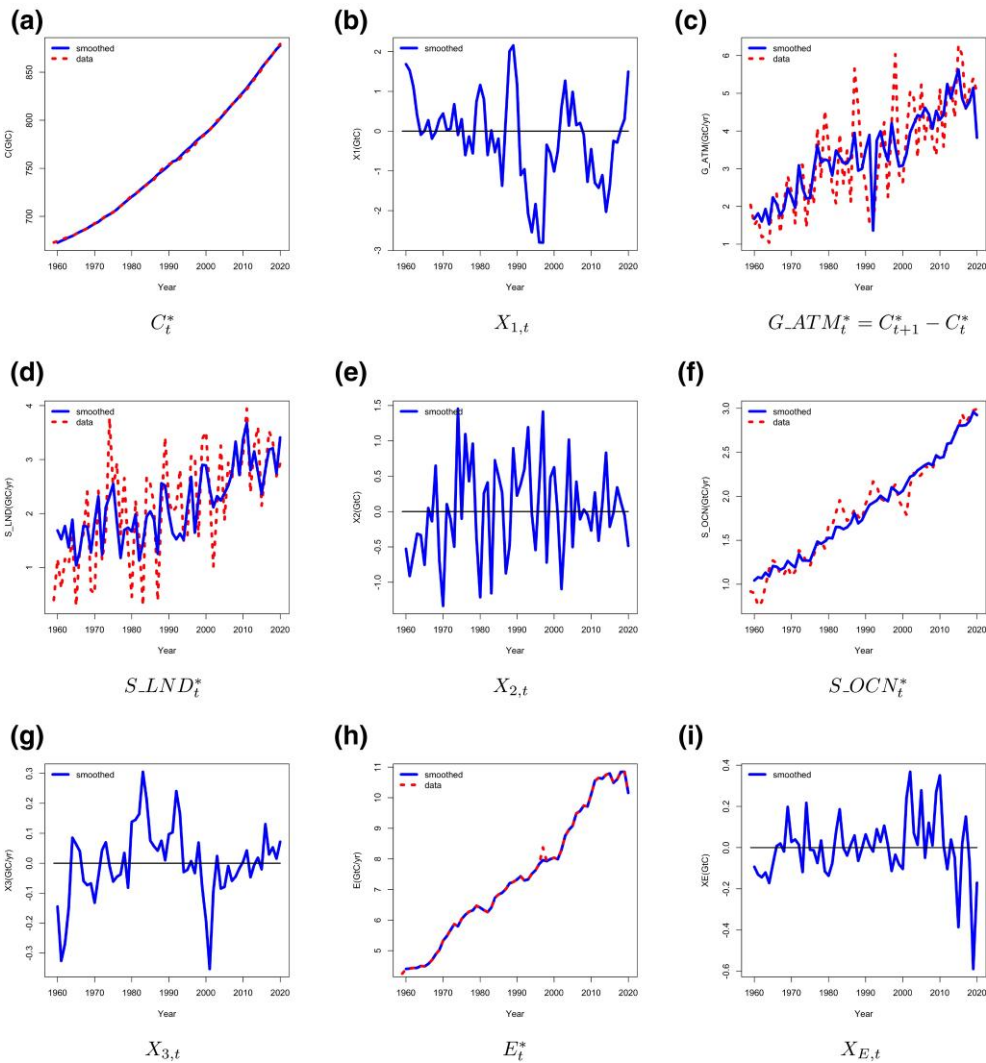 (a)
smoothed
data
C(GtC)
850
800
750
700
1960 1970 1980 1990 2000 2010 2020
Year
C*t
(b)
smoothed
X1(GtC)
2
1
0
-1
-2
-3
1960 1970 1980 1990 2000 2010 2020
Year
X1,t
(c)
smoothed
data
G_ATM(GtC/yr)
6
5
4
3
2
1
1960 1970 1980 1990 2000 2010 2020
Year
G_ATM*t = C*t+1 − C*t
(d)
smoothed
data
S_LND(GtC/yr)
4
3
2
1
1960 1970 1980 1990 2000 2010 2020
Year
S_LND*t
(e)
smoothed
X2(GtC)
1.5
1.0
0.5
0.0
-0.5
-1.0
1960 1970 1980 1990 2000 2010 2020
Year
X2,t
(f)
smoothed
data
S_OCN(GtC/yr)
3.0
2.5
2.0
1.5
1.0
1960 1970 1980 1990 2000 2010 2020
Year
S_OCN*t
(g)
smoothed
X3(GtC/yr)
0.3
0.2
0.1
0.0
-0.1
-0.2
-0.3
1960 1970 1980 1990 2000 2010 2020
Year
X3,t
(h)
smoothed
data
E(GtC/yr)
11
10
9
8
7
6
5
1960 1970 1980 1990 2000 2010 2020
Year
E*t
(i)
smoothed
XE(GtC)
0.4
0.2
0.0
-0.2
-0.4
-0.6
1960 1970 1980 1990 2000 2010 2020
Year
XE,t